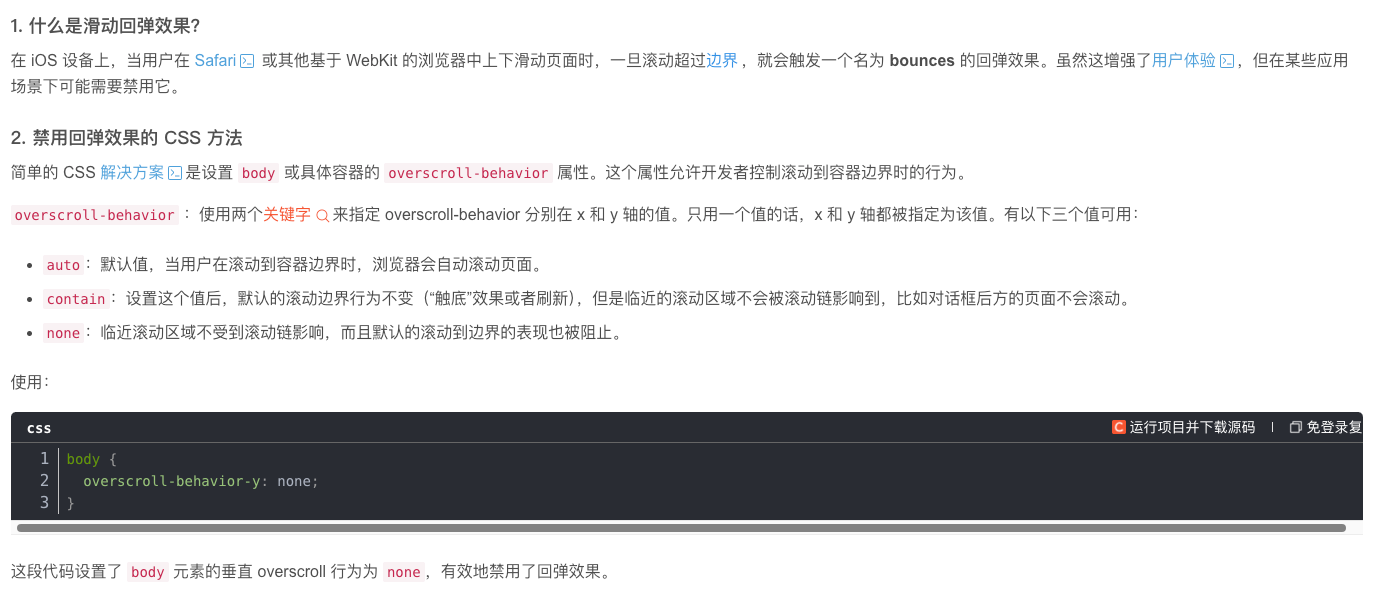 1. 什么是滑动回弹效果?
在 iOS 设备上，当用户在 Safari 或其他基于 WebKit 的浏览器中上下滑动页面时，一旦滚动超过边界，就会触发一个名为 bounces 的回弹效果。虽然这增强了用户体验，但在某些应用
场景下可能需要禁用它。
2. 禁用回弹效果的 CSS 方法
简单的 CSS 解决方案是设置 body 或具体容器的 overscroll-behavior 属性。这个属性允许开发者控制滚动到容器边界时的行为。
overscroll-behavior ：使用两个关键字来指定 overscroll-behavior 分别在 x 和 y 轴的值。只用一个值的话，x 和 y 轴都被指定为该值。有以下三个值可用：
• auto ：默认值，当用户在滚动到容器边界时，浏览器会自动滚动页面。
• contain ：设置这个值后，默认的滚动边界行为不变（“触底”效果或者刷新），但是临近的滚动区域不会被滚动链影响到，比如对话框后方的页面不会滚动。
• none ：临近滚动区域不受到滚动链影响，而且默认的滚动到边界的表现也被阻止。
使用：
css C 运行项目并下载源码 | 免登录复
1 body {
2 overscroll-behavior-y: none;
3 }
这段代码设置了 body 元素的垂直 overscroll 行为为 none ，有效地禁用了回弹效果。